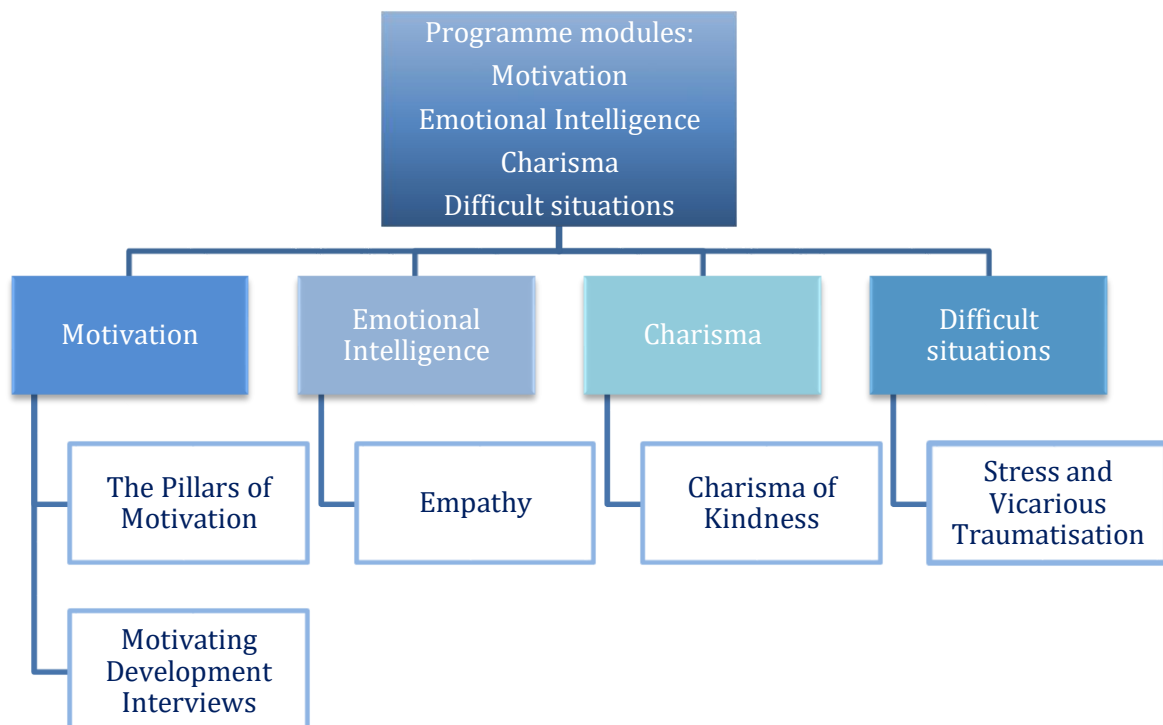 Programme modules:
Motivation
Emotional Intelligence
Charisma
Difficult situations
Motivation
Emotional
Intelligence
Charisma
Difficult
situations
The Pillars of
Motivation
Empathy
Charisma of
Kindness
Stress and
Vicarious
Traumatisation
Motivating
Development
Interviews